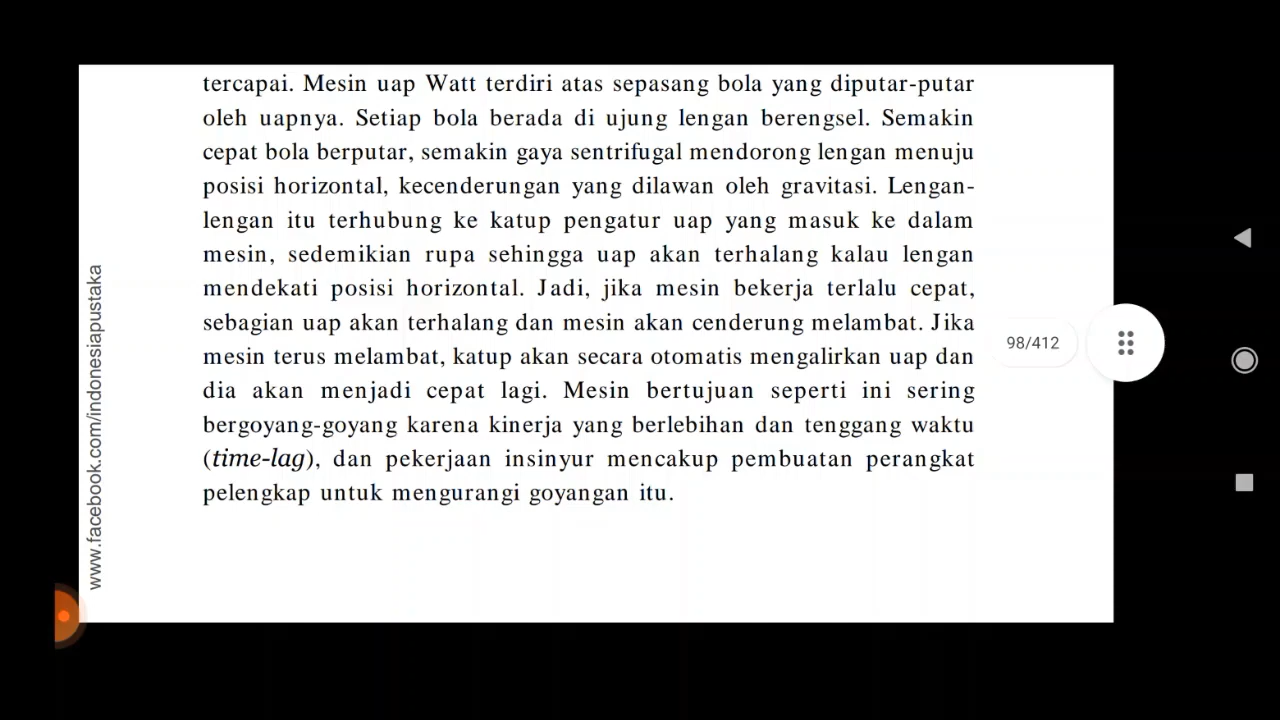 tercapai. Mesin uap Watt terdiri atas sepasang bola yang diputar-putar
oleh uapnya. Setiap bola berada di ujung lengan berengsel. Semakin
cepat bola berputar, semakin gaya sentrifugal mendorong lengan menuju
posisi horizontal, kecenderungan yang dilawan oleh gravitasi. Lengan-
lengan itu terhubung ke katup pengatur uap yang masuk ke dalam
mesin, sedemikian rupa sehingga uap akan terhalang kalau lengan
mendekati posisi horizontal. Jadi, jika mesin bekerja terlalu cepat,
sebagian uap akan terhalang dan mesin akan cenderung melambat. Jika
mesin terus melambat, katup akan secara otomatis mengalirkan uap dan
dia akan menjadi cepat lagi. Mesin bertujuan seperti ini sering
bergoyang-goyang karena kinerja yang berlebihan dan tenggang waktu
(time-lag), dan pekerjaan insinyur mencakup pembuatan perangkat
pelengkap untuk mengurangi goyangan itu.
www.facebook.com/indonesiapustaka
98/412